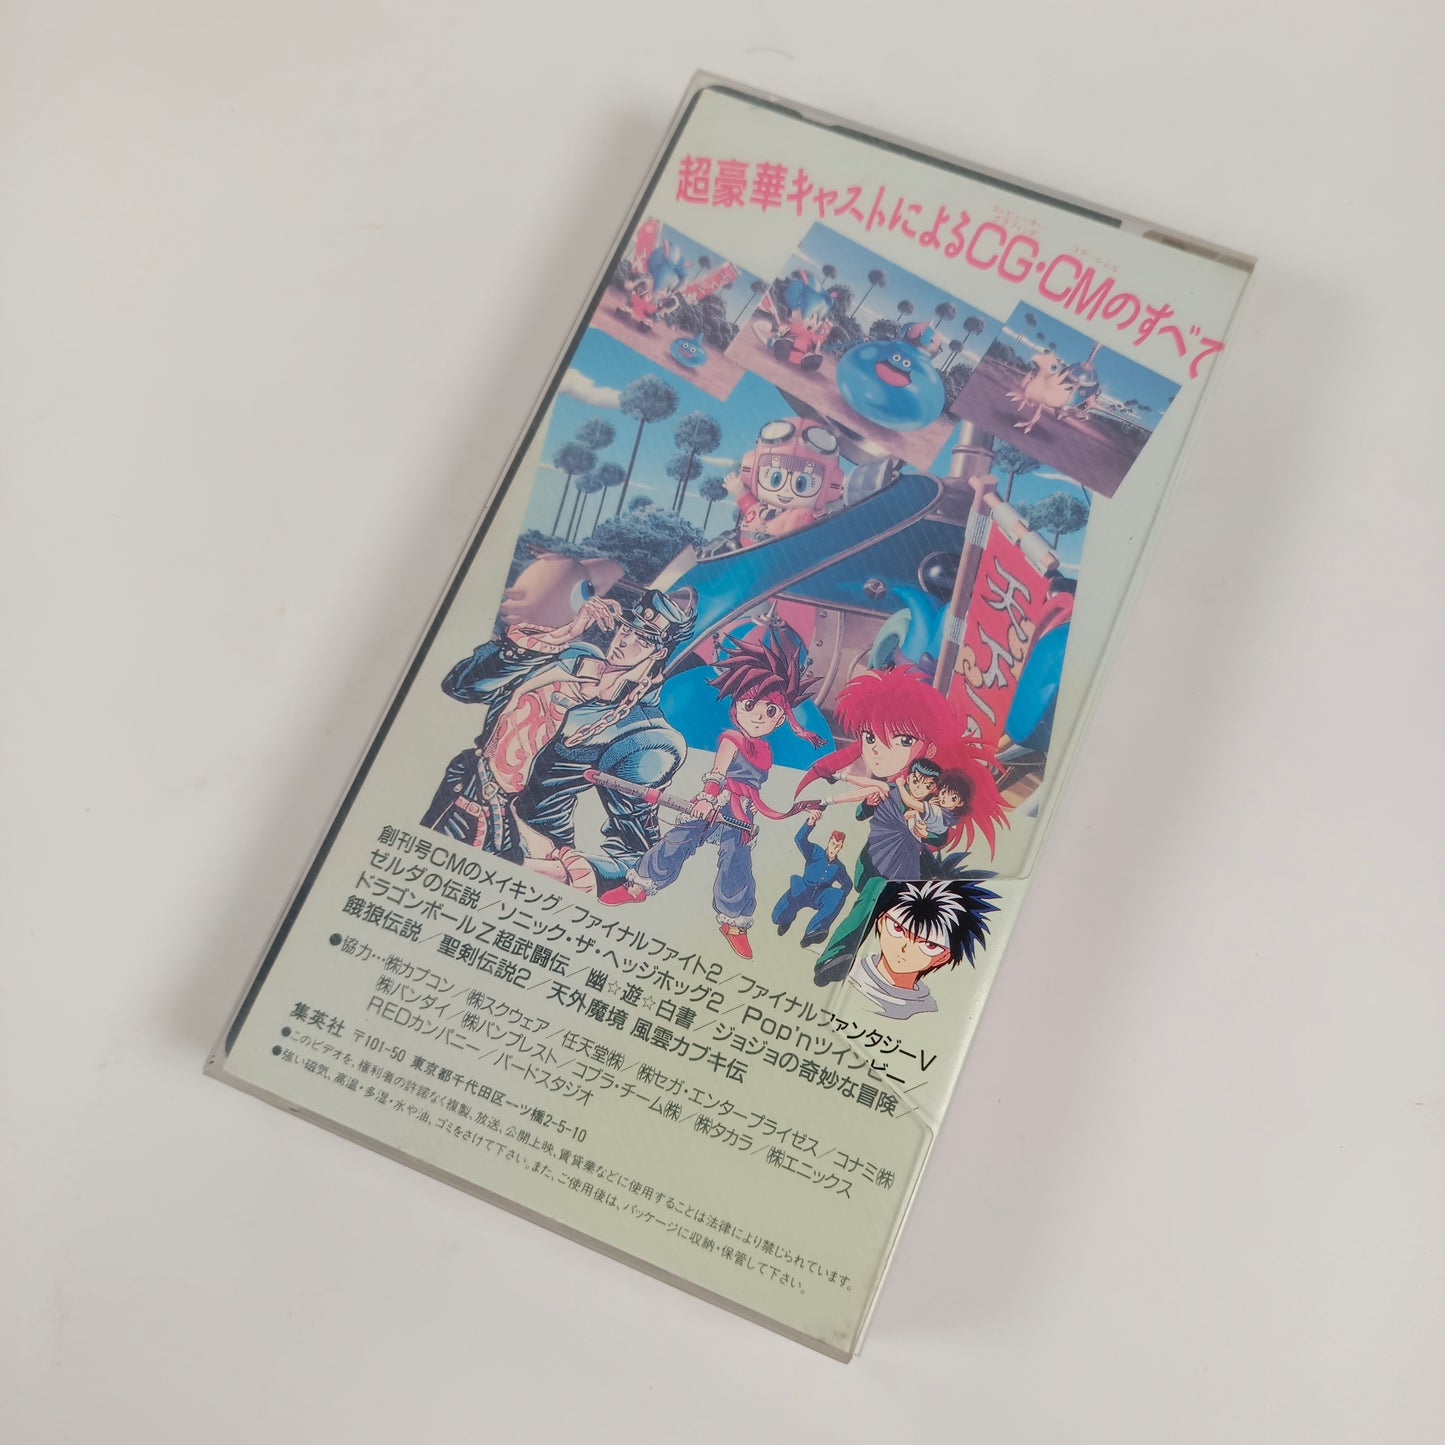 超豪華キャストによるCG・CMのすべて
コンピューター・
グラフィック
コマーシャル
創刊号CMのメイキング／ファイナルファイト2／ファイナルファンタジーV
ゼルダの伝説／ソニック・ザ・ヘッジホッグ2／Pop'nツインビー／
ドラゴンボールZ超武闘伝／幽☆遊☆白書／ジョジョの奇妙な冒険／
餓狼伝説／聖剣伝説2／天外魔境 風雲カブキ伝
●協力…㈱カプコン／㈱スクウェア／任天堂㈱／㈱セガ・エンタープライゼス／コナミ㈱
㈱バンダイ／㈱バンプレスト／コブラ・チーム㈱／㈱タカラ／㈱エニックス
REDカンパニー／バードスタジオ
集英社 〒101-50 東京都千代田区一ツ橋2-5-10
●このビデオを、権利者の許諾なく複製、放送、公開上映、賃貸業などに使用することは法律により禁じられています。
●強い磁気、高温・多湿・水や油、ゴミをさけて下さい。また、ご使用後は、パッケージに収納・保管して下さい。